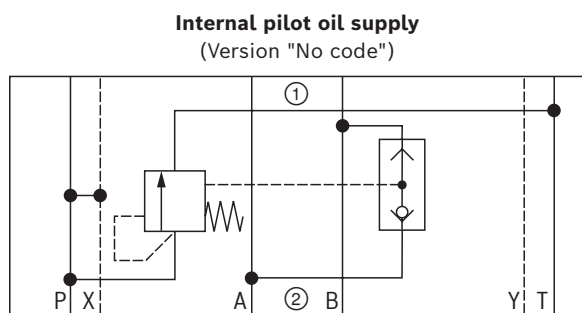 Internal pilot oil supply
(Version "No code")
①
P X A ② B Y T